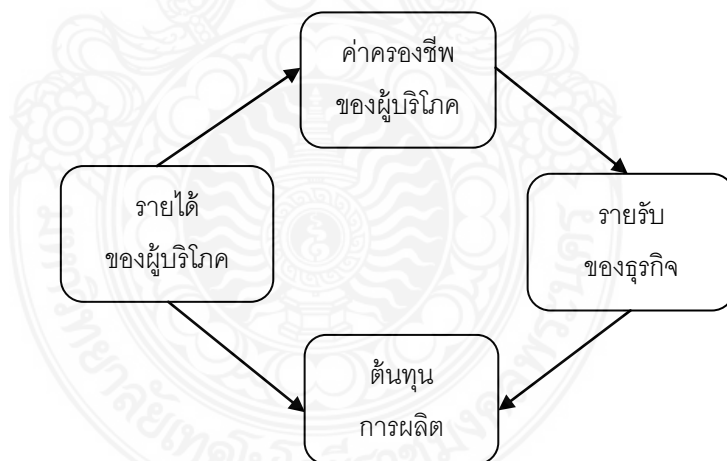 ค่าครองชีพ
ของผู้บริโภค
รายได้
ของผู้บริโภค
รายรับ
ของธุรกิจ
ต้นทุน
การผลิต